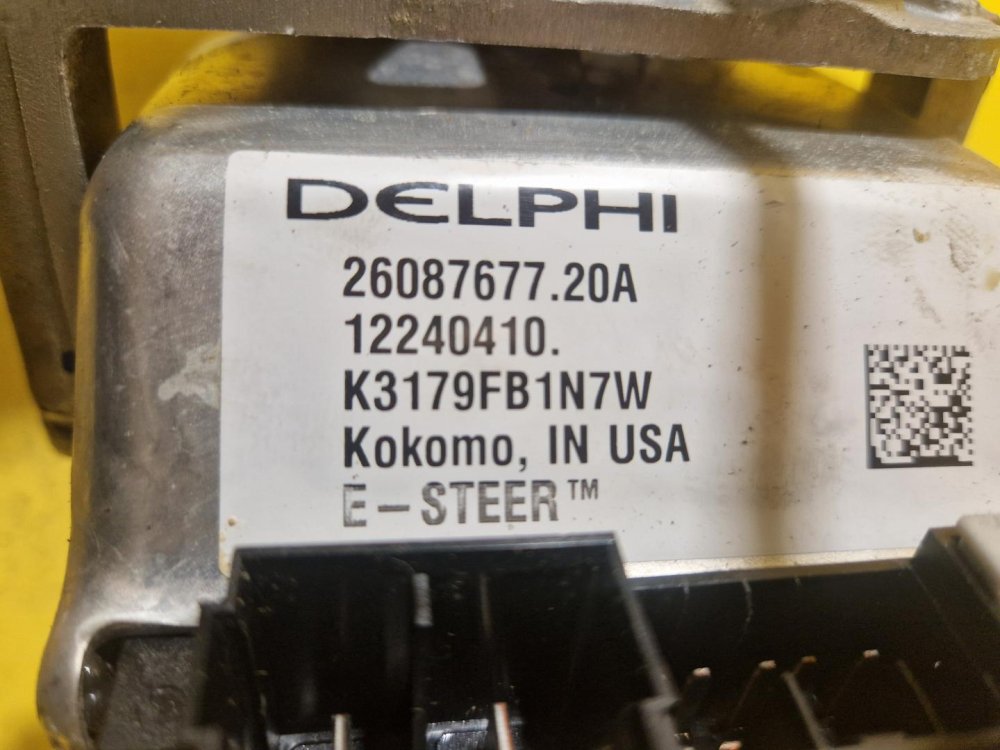 DELPHI
26087677.20A
12240410.
K3179FB1N7W
Kokomo, IN USA
E-STEER™